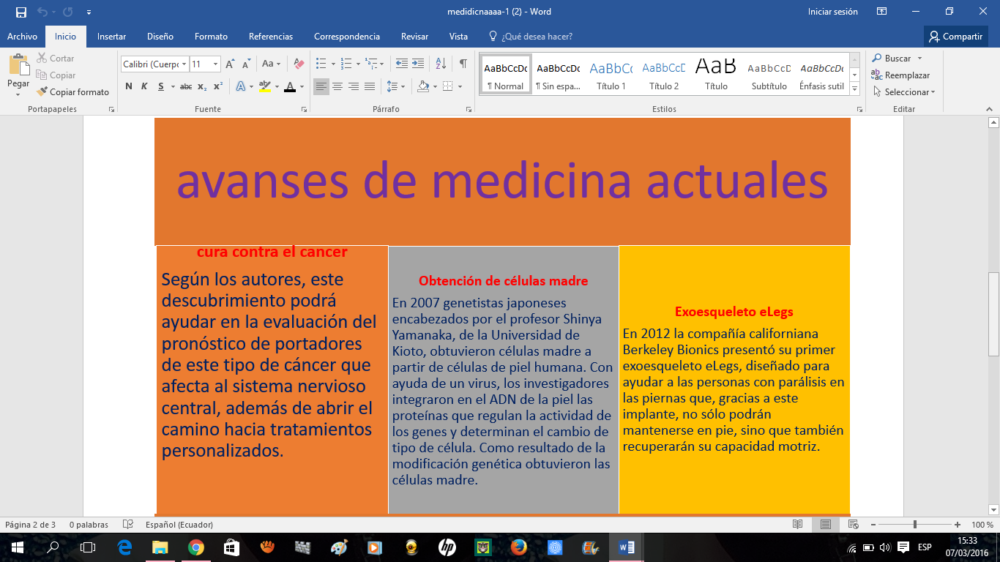 medidicnaaaa-1 (2) - Word
Iniciar sesión
Archivo Inicio Insertar Diseño Formato Referencias Correspondencia Revisar Vista ¿Qué desea hacer? Compartir
Pegar
Cortar
Copiar
Copiar formato
Calibri (Cuerpo 11
N K S abc x₂ x²
AaBbCcDc AaBbCcDc AaBbCc AaBbCcD AaB AaBbCcD AaBbCcDc
¶ Normal ¶ Sin espa... Título 1 Título 2 Título Subtítulo Énfasis sutil
Buscar
Reemplazar
Seleccionar
Portapapeles Fuente Párrafo Estilos Editar
avanses de medicina actuales
cura contra el cancer
Según los autores, este
descubrimiento podrá
ayudar en la evaluación del
pronóstico de portadores
de este tipo de cáncer que
afecta al sistema nervioso
central, además de abrir el
camino hacia tratamientos
personalizados.
Obtención de células madre
En 2007 genetistas japoneses
encabezados por el profesor Shinya
Yamanaka, de la Universidad de
Kioto, obtuvieron células madre a
partir de células de piel humana. Con
ayuda de un virus, los investigadores
integraron en el ADN de la piel las
proteínas que regulan la actividad de
los genes y determinan el cambio de
tipo de célula. Como resultado de la
modificación genética obtuvieron las
células madre.
Exoesqueleto eLegs
En 2012 la compañía californiana
Berkeley Bionics presentó su primer
exoesqueleto eLegs, diseñado para
ayudar a las personas con parálisis en
las piernas que, gracias a este
implante, no sólo podrán
mantenerse en pie, sino que también
recuperarán su capacidad motriz.
Página 2 de 3 0 palabras Español (Ecuador) 100 %
ESP
15:33
07/03/2016